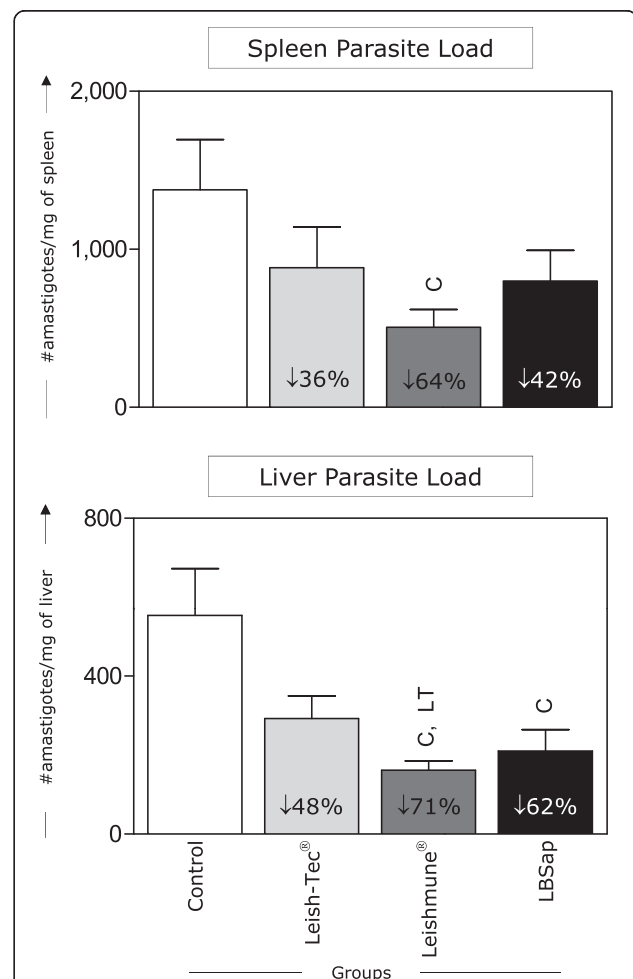 Spleen Parasite Load
#amastigotes/mg of spleen
2,000
1,000
0
C
↓36%
↓64%
↓42%
Liver Parasite Load
#amastigotes/mg of liver
800
400
0
C, LT
C
↓48%
↓71%
↓62%
Control
Leish-Tec®
Leishmune®
LBSap
Groups